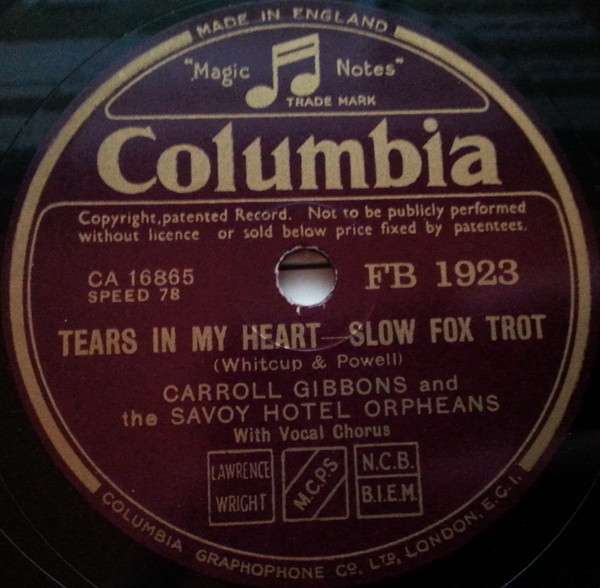 MADE IN ENGLAND
"Magic Notes"
TRADE MARK
Columbia
Copyright, patented Record. Not to be publicly performed
without licence or sold below price fixed by patentees.
CA 16865
SPEED 78
FB 1923
TEARS IN MY HEART—SLOW FOX TROT
(Whitcup & Powell)
CARROLL GIBBONS and
the SAVOY HOTEL ORPHEANS
With Vocal Chorus
LAWRENCE
WRIGHT
M.C.P.S.
N.C.B.
B.I.E.M.
COLUMBIA GRAPHOPHONE CO. LTD, LONDON, E.C.1.